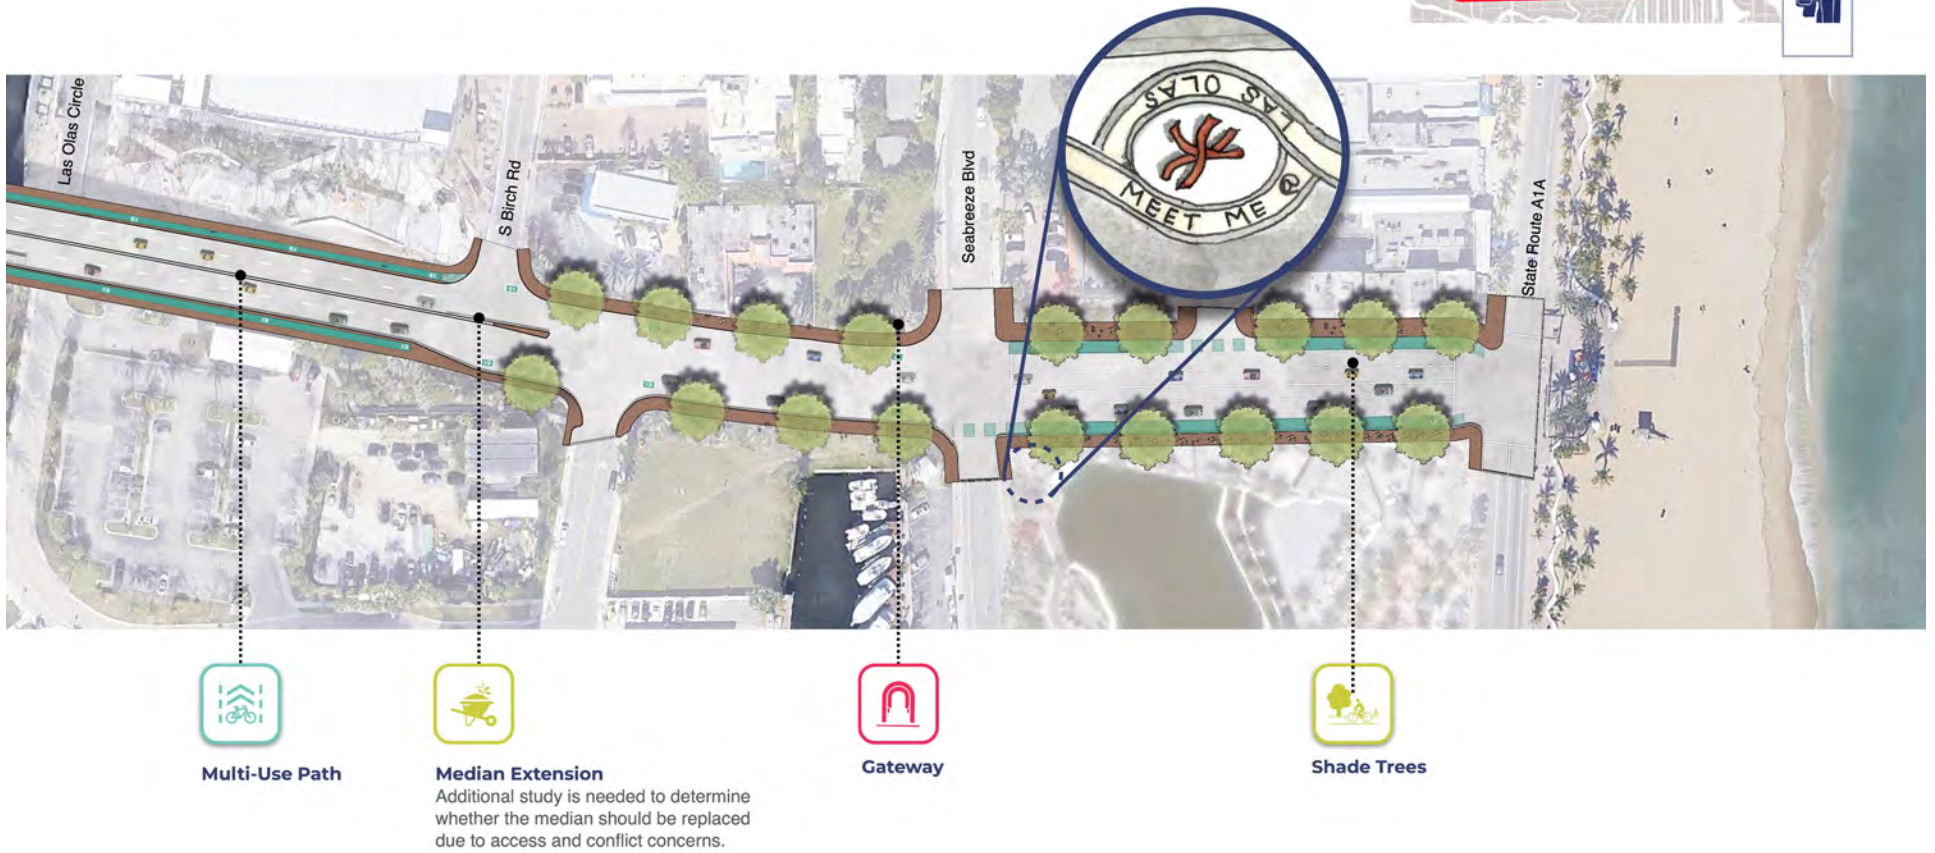 Las Olas Circle
S Birch Rd
Seabreeze Blvd
LAS OLAS
MEET ME @
State Route A1A
Multi-Use Path
Median Extension
Additional study is needed to determine
whether the median should be replaced
due to access and conflict concerns.
Gateway
Shade Trees